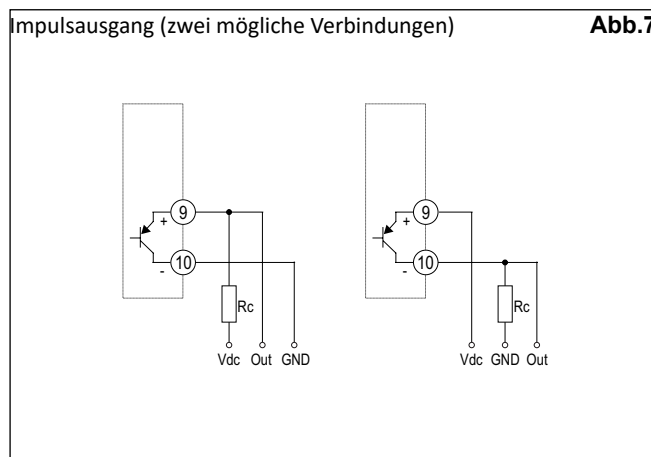 Impulsausgang (zwei mögliche Verbindungen) Abb.7
+ 9
- 10
Rc
Vdc Out GND
+ 9
- 10
Rc
Vdc GND Out